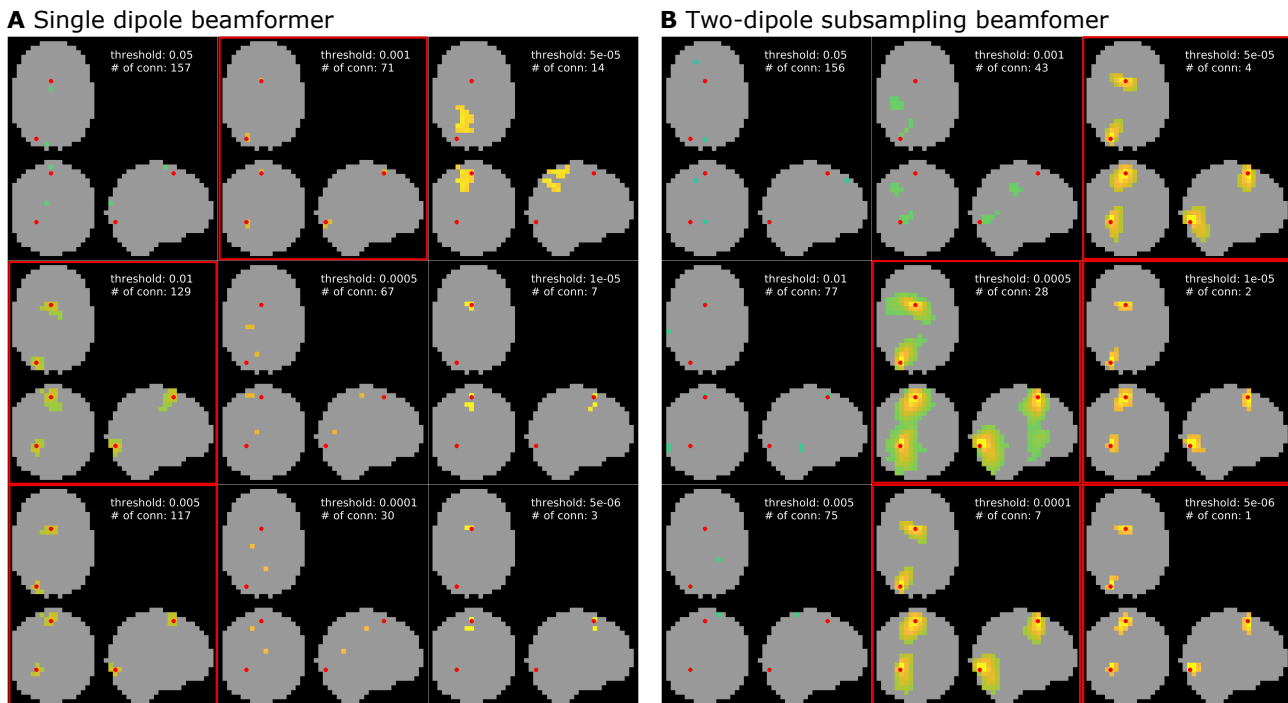 A Single dipole beamformer
threshold: 0.05
# of conn: 157
threshold: 0.001
# of conn: 71
threshold: 5e-05
# of conn: 14
threshold: 0.01
# of conn: 129
threshold: 0.0005
# of conn: 67
threshold: 1e-05
# of conn: 7
threshold: 0.005
# of conn: 117
threshold: 0.0001
# of conn: 30
threshold: 5e-06
# of conn: 3
B Two-dipole subsampling beamfomer
threshold: 0.05
# of conn: 156
threshold: 0.001
# of conn: 43
threshold: 5e-05
# of conn: 4
threshold: 0.01
# of conn: 77
threshold: 0.0005
# of conn: 28
threshold: 1e-05
# of conn: 2
threshold: 0.005
# of conn: 75
threshold: 0.0001
# of conn: 7
threshold: 5e-06
# of conn: 1